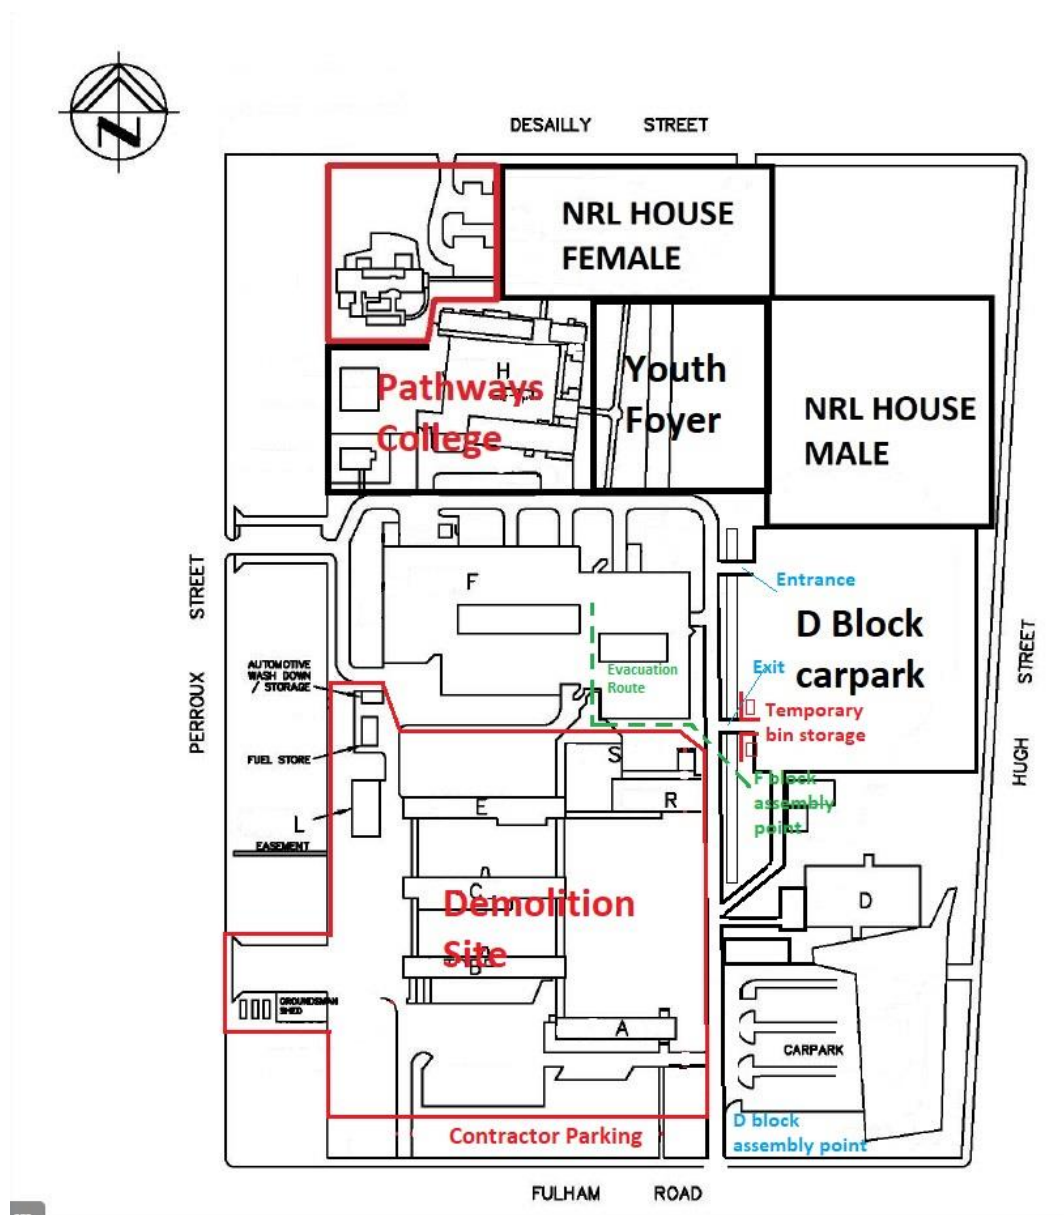 N
DESAILLY STREET
NRL HOUSE
FEMALE
H
Pathways
College
Youth
Foyer
NRL HOUSE
MALE
PERROUX STREET
F
Entrance
D Block
carpark
HUGH STREET
AUTOMOTIVE
WASH DOWN
/ STORAGE
Evacuation
Route
Exit
Temporary
bin storage
FUEL STORE
S
F block
assembly
point
R
E
L
EASEMENT
A
C
Demolition
Site
D
B
GROUNDSMAN
SHED
A
CARPARK
D block
assembly point
Contractor Parking
FULHAM ROAD